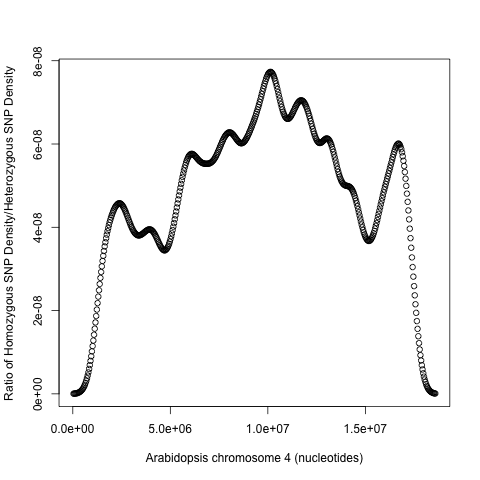 Ratio of Homozygous SNP Density/Heterozygous SNP Density
8e-08
6e-08
4e-08
2e-08
0e+00
0.0e+00 5.0e+06 1.0e+07 1.5e+07
Arabidopsis chromosome 4 (nucleotides)